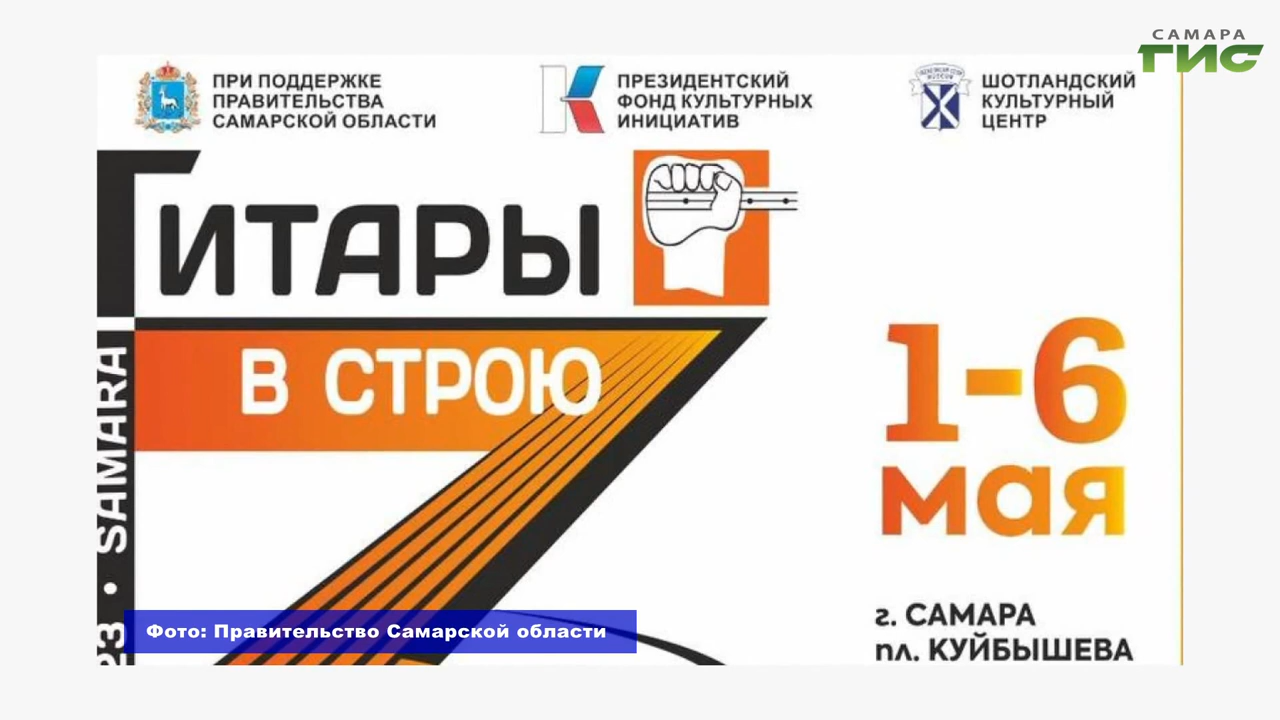 САМАРА
ГИС
ПРИ ПОДДЕРЖКЕ
ПРАВИТЕЛЬСТВА
САМАРСКОЙ ОБЛАСТИ
ПРЕЗИДЕНТСКИЙ
ФОНД КУЛЬТУРНЫХ
ИНИЦИАТИВ
ШОТЛАНДСКИЙ
КУЛЬТУРНЫЙ
ЦЕНТР
ГИТАРЫ
В СТРОЮ
23 • SAMARA
1-6
мая
г. САМАРА
пл. КУЙБЫШЕВА
Фото: Правительство Самарской области